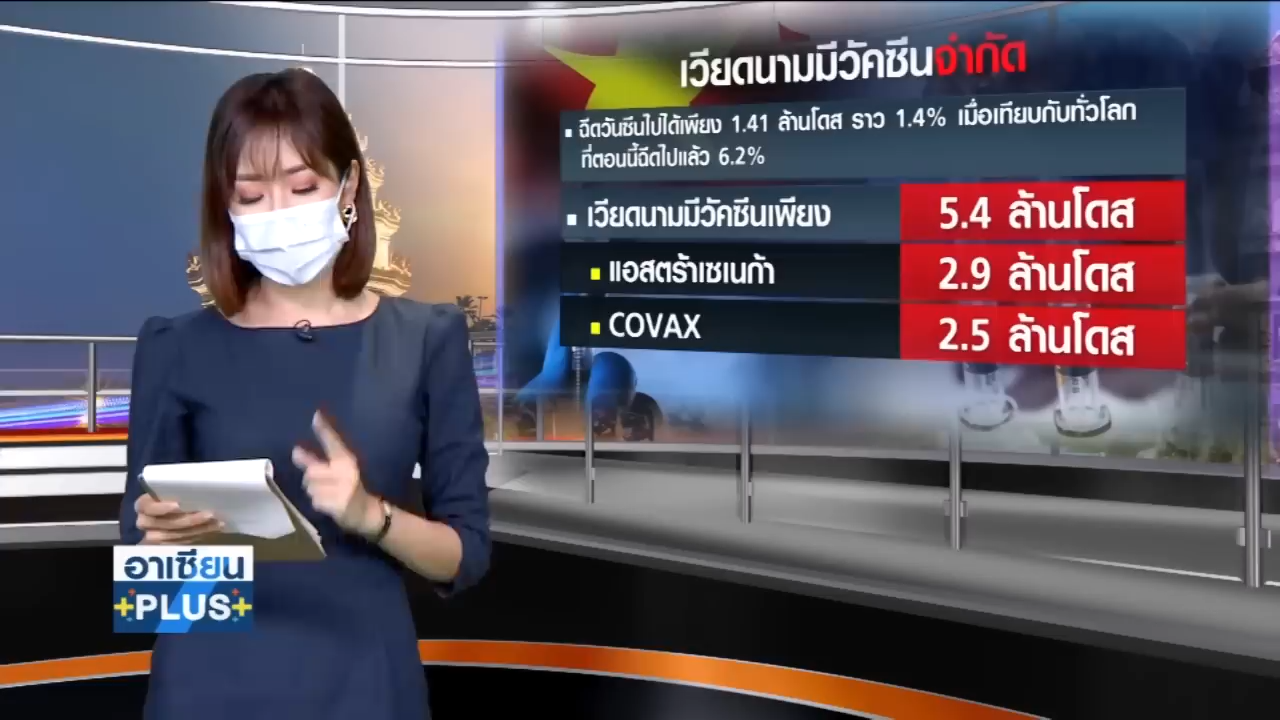 เวียดนามมีวัคซีนจำกัด
▪ ฉีดวันซีนไปได้เพียง 1.41 ล้านโดส ราว 1.4% เมื่อเทียบกับทั่วโลก
ที่ตอนนี้ฉีดไปแล้ว 6.2%
▪ เวียดนามมีวัคซีนเพียง 5.4 ล้านโดส
▪ แอสตร้าเซเนก้า 2.9 ล้านโดส
▪ COVAX 2.5 ล้านโดส
อาเซียน
+PLUS+